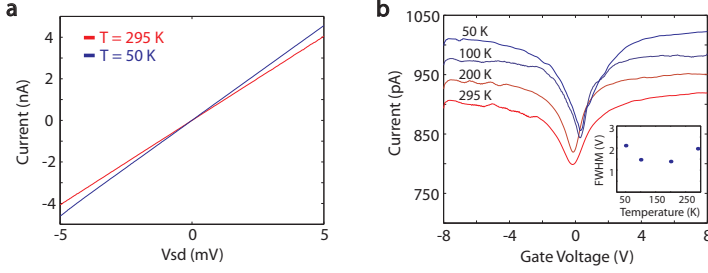 a
T = 295 K
T = 50 K
Current (nA)
4
2
0
-2
-4
-5
0
5
Vsd (mV)
b
1050
950
850
750
Current (pA)
50 K
100 K
200 K
295 K
-8
-4
0
4
8
Gate Voltage (V)
FWHM (V)
3
2
1
50
150
250
Temperature (K)